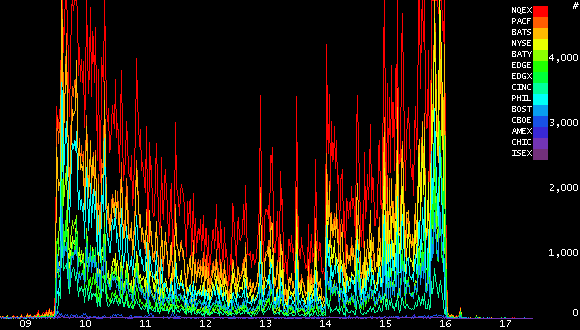 #
NQEX
PACF
BATS
NYSE
BATY
EDGE
EDGX
CINC
PHIL
BOST
CBOE
AMEX
CHIC
ISEX
4,000
3,000
2,000
1,000
0
09 10 11 12 13 14 15 16 17